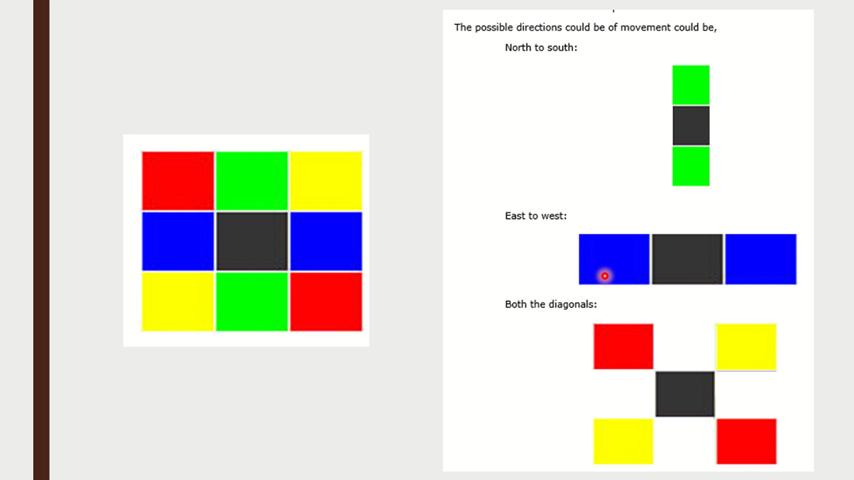 The possible directions could be of movement could be,
North to south:
East to west:
Both the diagonals: